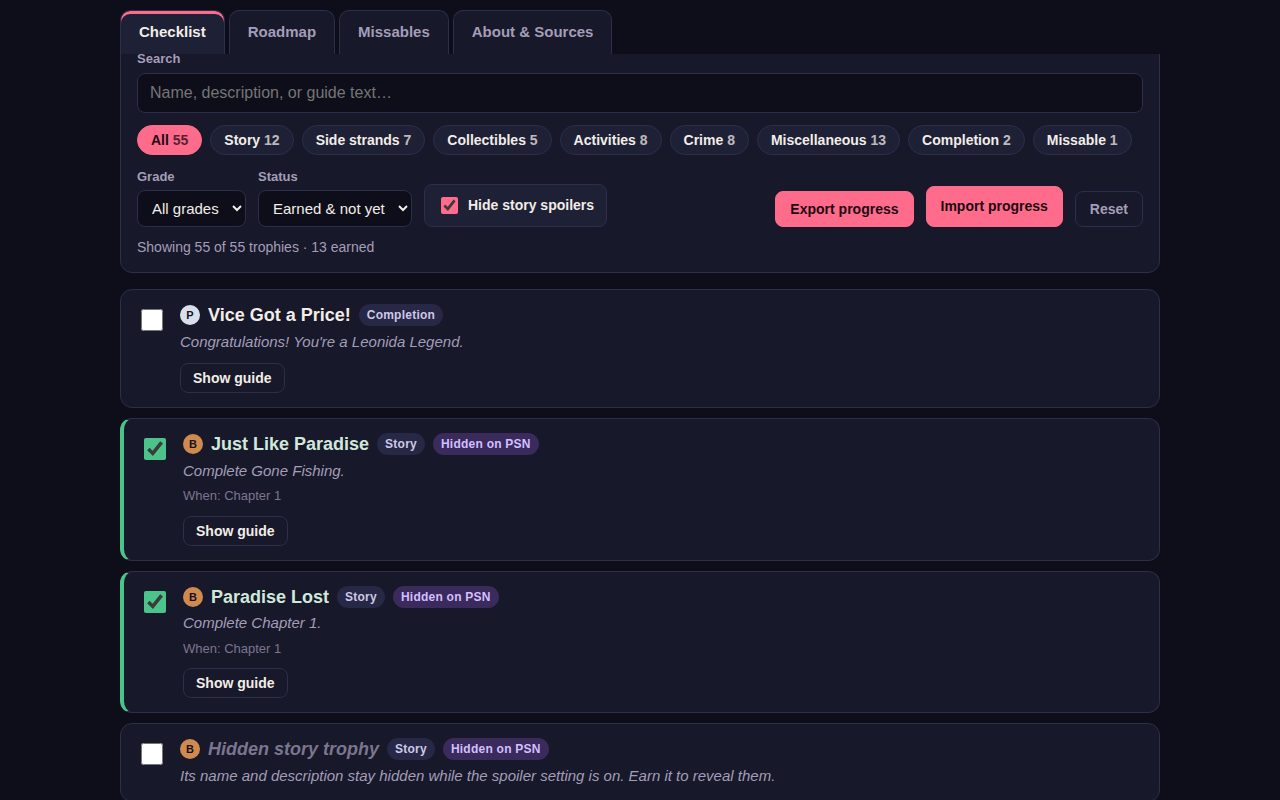 Checklist Roadmap Missables About & Sources
Search
Name, description, or guide text…
All 55 Story 12 Side strands 7 Collectibles 5 Activities 8 Crime 8 Miscellaneous 13 Completion 2 Missable 1
Grade Status
All grades Earned & not yet Hide story spoilers Export progress Import progress Reset
Showing 55 of 55 trophies · 13 earned
P Vice Got a Price! Completion
Congratulations! You're a Leonida Legend.
Show guide
B Just Like Paradise Story Hidden on PSN
Complete Gone Fishing.
When: Chapter 1
Show guide
B Paradise Lost Story Hidden on PSN
Complete Chapter 1.
When: Chapter 1
Show guide
B Hidden story trophy Story Hidden on PSN
Its name and description stay hidden while the spoiler setting is on. Earn it to reveal them.